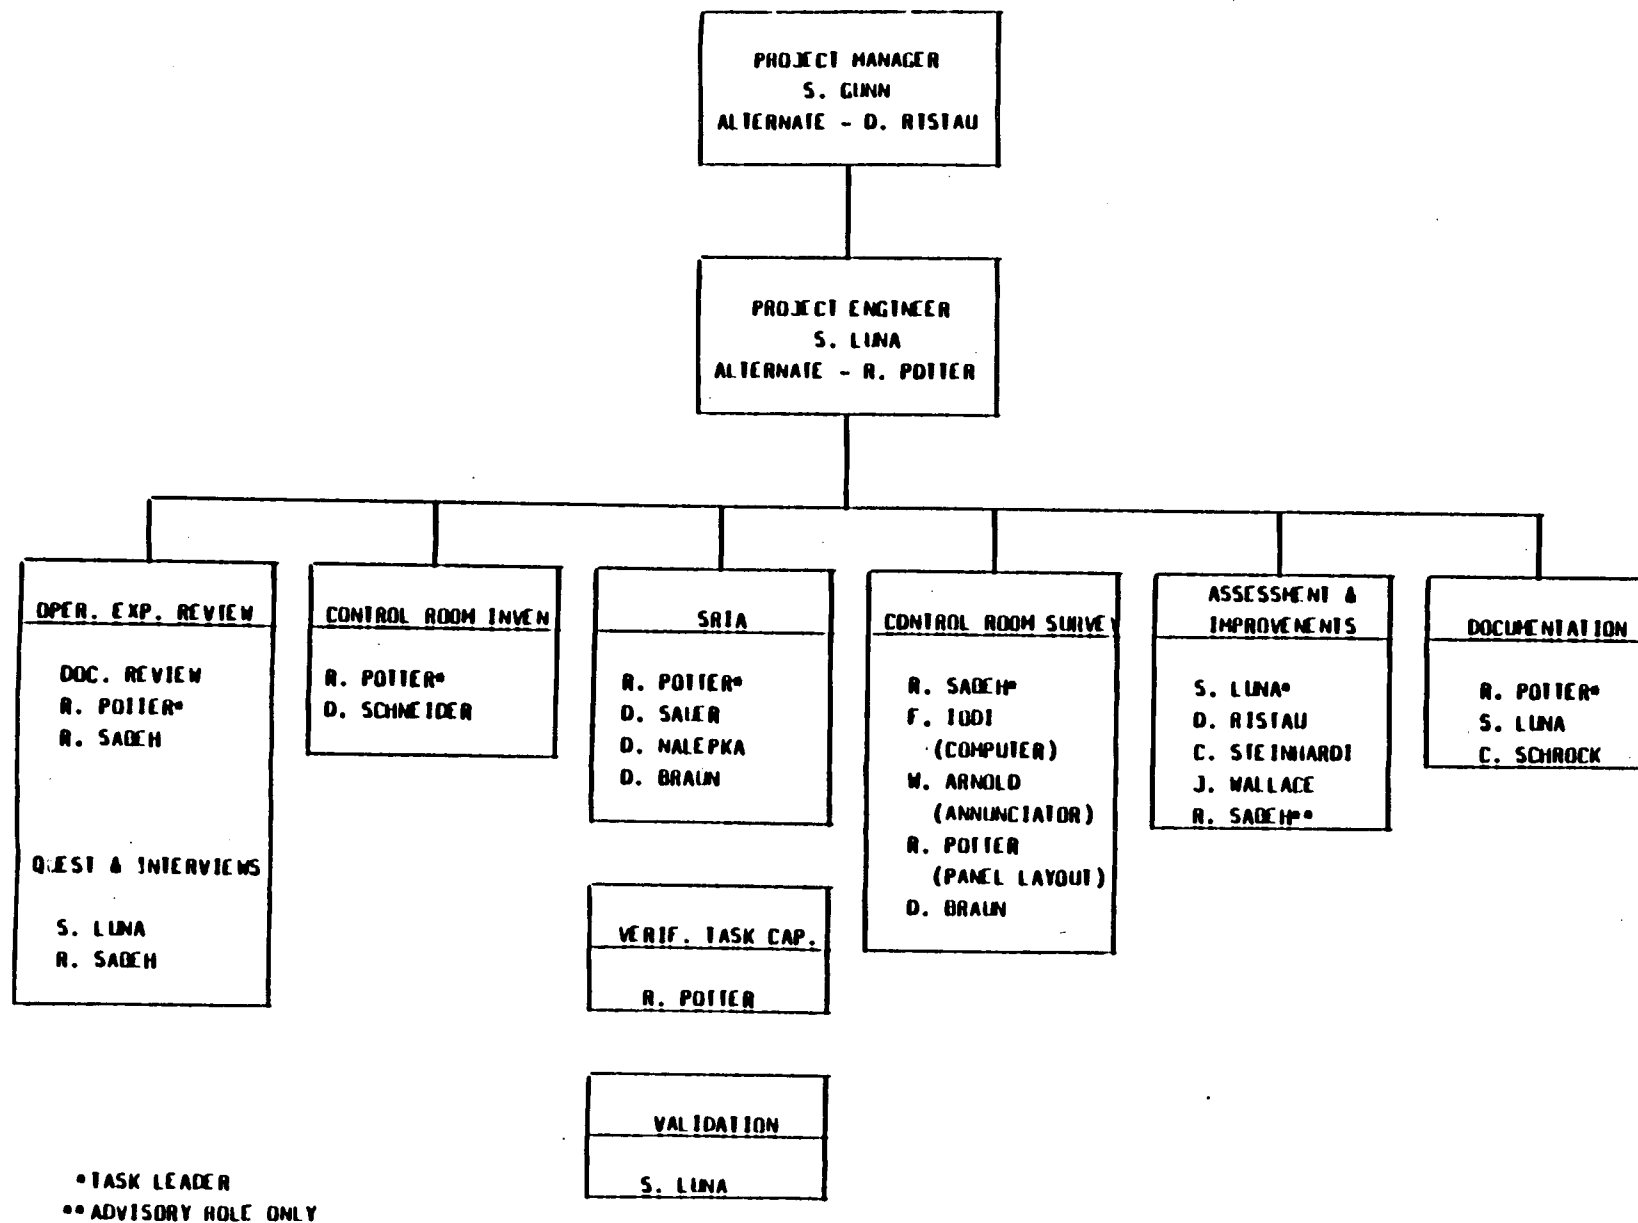 PROJECT MANAGER
S. GUNN
ALTERNATE - D. RISTAU
PROJECT ENGINEER
S. LUNA
ALTERNATE - R. POTTER
OPER. EXP. REVIEW
DOC. REVIEW
R. POTTER*
R. SADEH
QUEST & INTERVIEWS
S. LUNA
R. SADEH
CONTROL ROOM INVEN
R. POTTER*
D. SCHNEIDER
SRTA
R. POTTER*
D. SAUER
D. NALEPKA
D. BRAUN
VERIF. TASK CAP.
R. POTTER
VALIDATION
S. LUNA
CONTROL ROOM SURVEY
R. SADEH*
F. TODT
(COMPUTER)
W. ARNOLD
(ANNUNCIATOR)
R. POTTER
(PANEL LAYOUT)
D. BRAUN
ASSESSMENT &
IMPROVEMENTS
S. LUNA*
D. RISTAU
C. STEINHARDT
J. WALLACE
R. SADEH**
DOCUMENTATION
R. POTTER*
S. LUNA
C. SCHROCK
*TASK LEADER
**ADVISORY ROLE ONLY